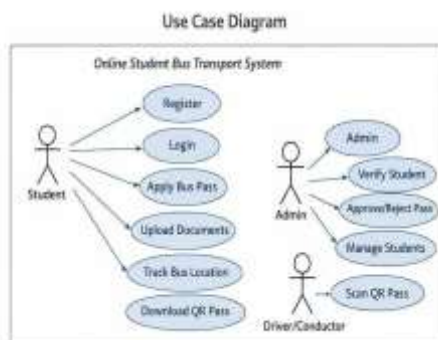 Use Case Diagram
Online Student Bus Transport System
Register
Login
Apply Bus Pass
Upload Documents
Track Bus Location
Download QR Pass
Student
Admin
Verify Student
Approve/Reject Pass
Manage Students
Admin
Scan QR Pass
Driver/Conductor